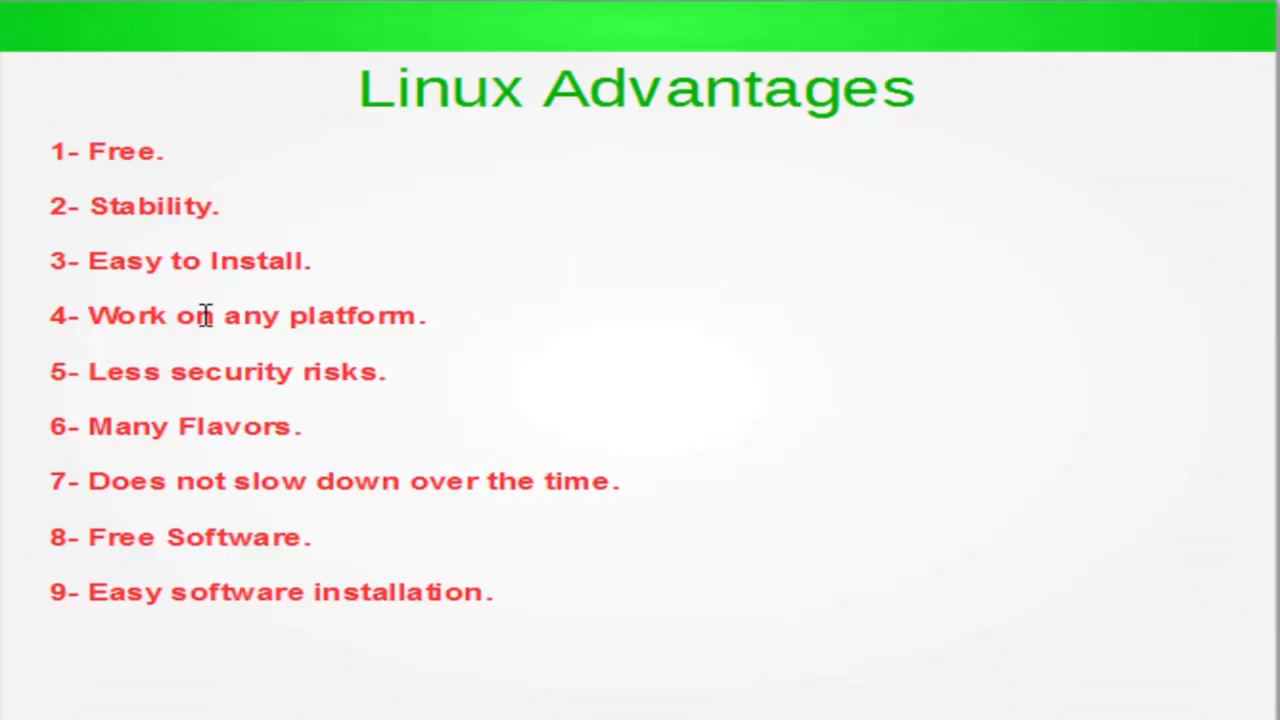 Linux Advantages
1- Free.
2- Stability.
3- Easy to Install.
4- Work on any platform.
5- Less security risks.
6- Many Flavors.
7- Does not slow down over the time.
8- Free Software.
9- Easy software installation.